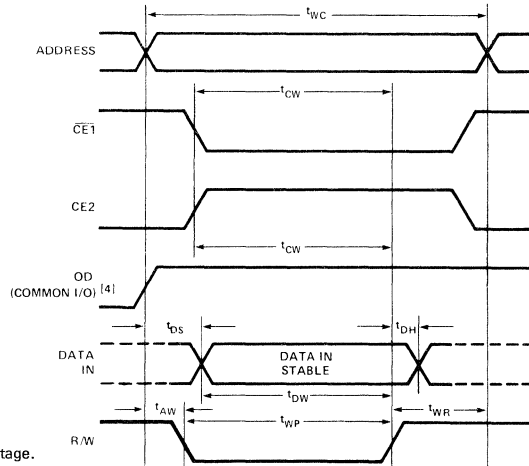 tWC
ADDRESS
tCW
CE1
CE2
tCW
OD
(COMMON I/O) [4]
tDS
tDH
DATA
IN
DATA IN
STABLE
tDW
tAW
tWP
tWR
R/W
tage.